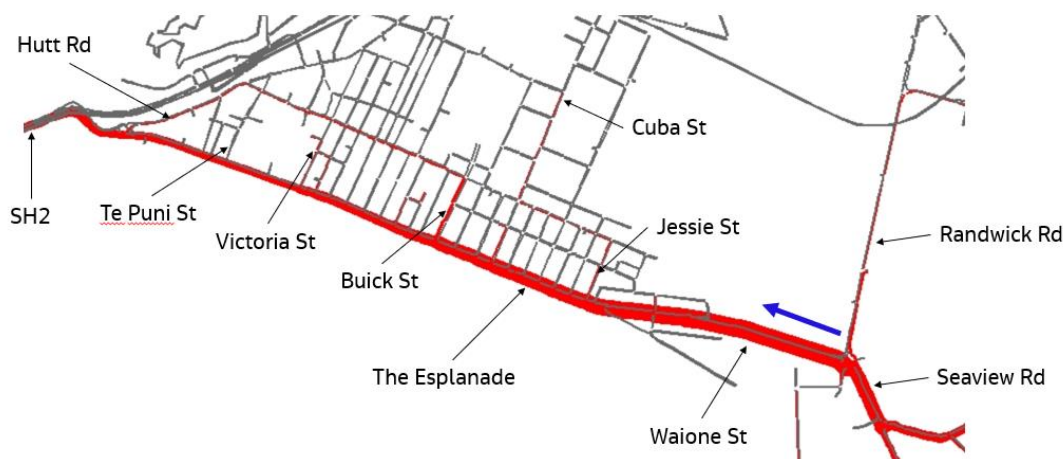 Hutt Rd
Cuba St
SH2
Te Puni St
Victoria St
Jessie St
Randwick Rd
Buick St
The Esplanade
Seaview Rd
Waione St